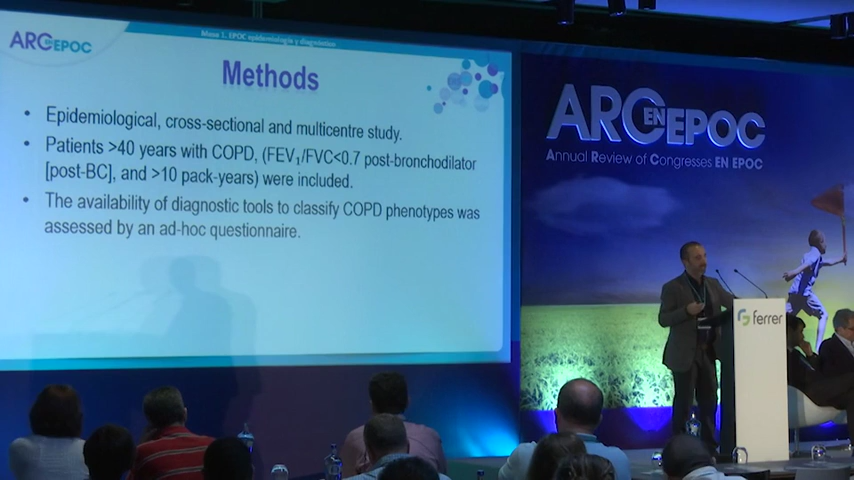 Mesa 1. EPOC epidemiología y diagnóstico
ARC EN EPOC
Methods
• Epidemiological, cross-sectional and multicentre study.
• Patients >40 years with COPD, (FEV1/FVC<0.7 post-bronchodilator
[post-BC], and >10 pack-years) were included.
• The availability of diagnostic tools to classify COPD phenotypes was
assessed by an ad-hoc questionnaire.
ARC EN EPOC
Annual Review of Congresses EN EPOC
ferrer